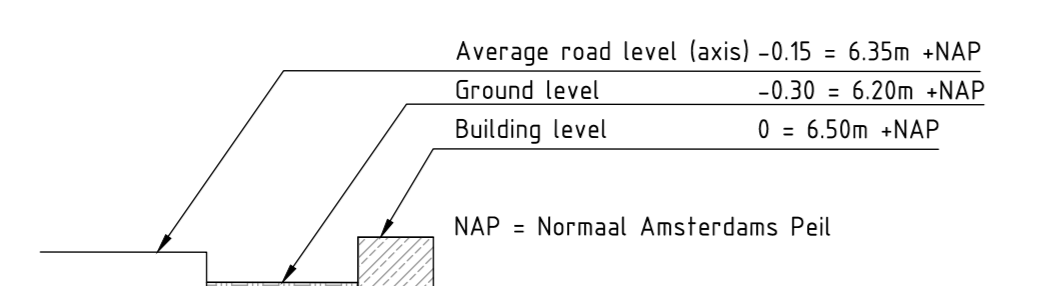 Average road level (axis) -0.15 = 6.35m +NAP
Ground level -0.30 = 6.20m +NAP
Building level 0 = 6.50m +NAP
NAP = Normaal Amsterdams Peil